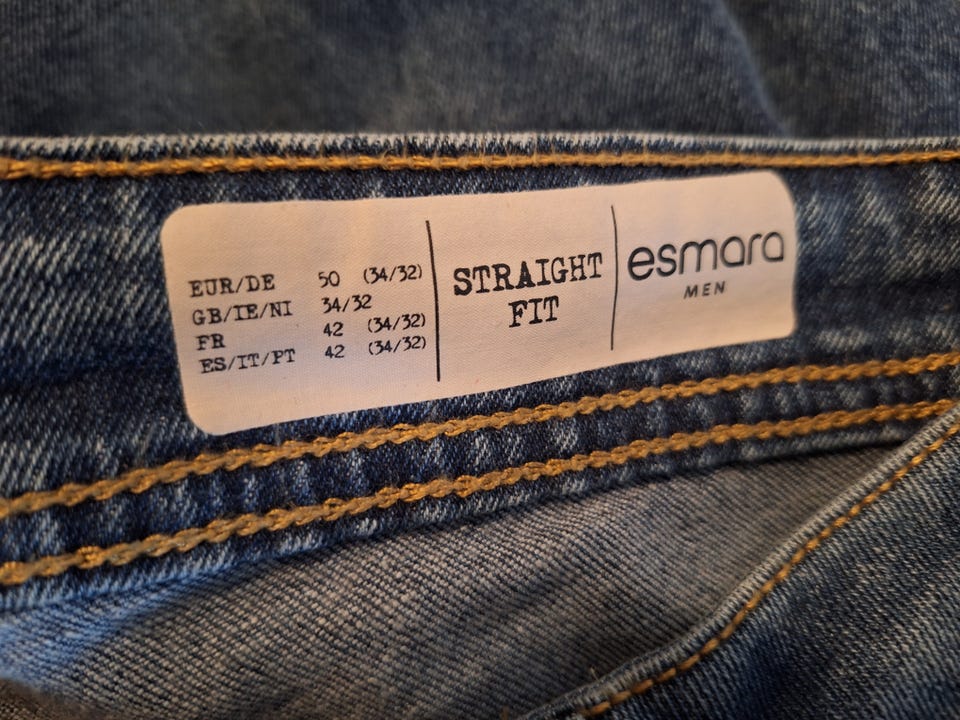 EUR/DE 50 (34/32)
GB/IE/NI 34/32
FR 42 (34/32)
ES/IT/PT 42 (34/32)
STRAIGHT
FIT
esmara
MEN